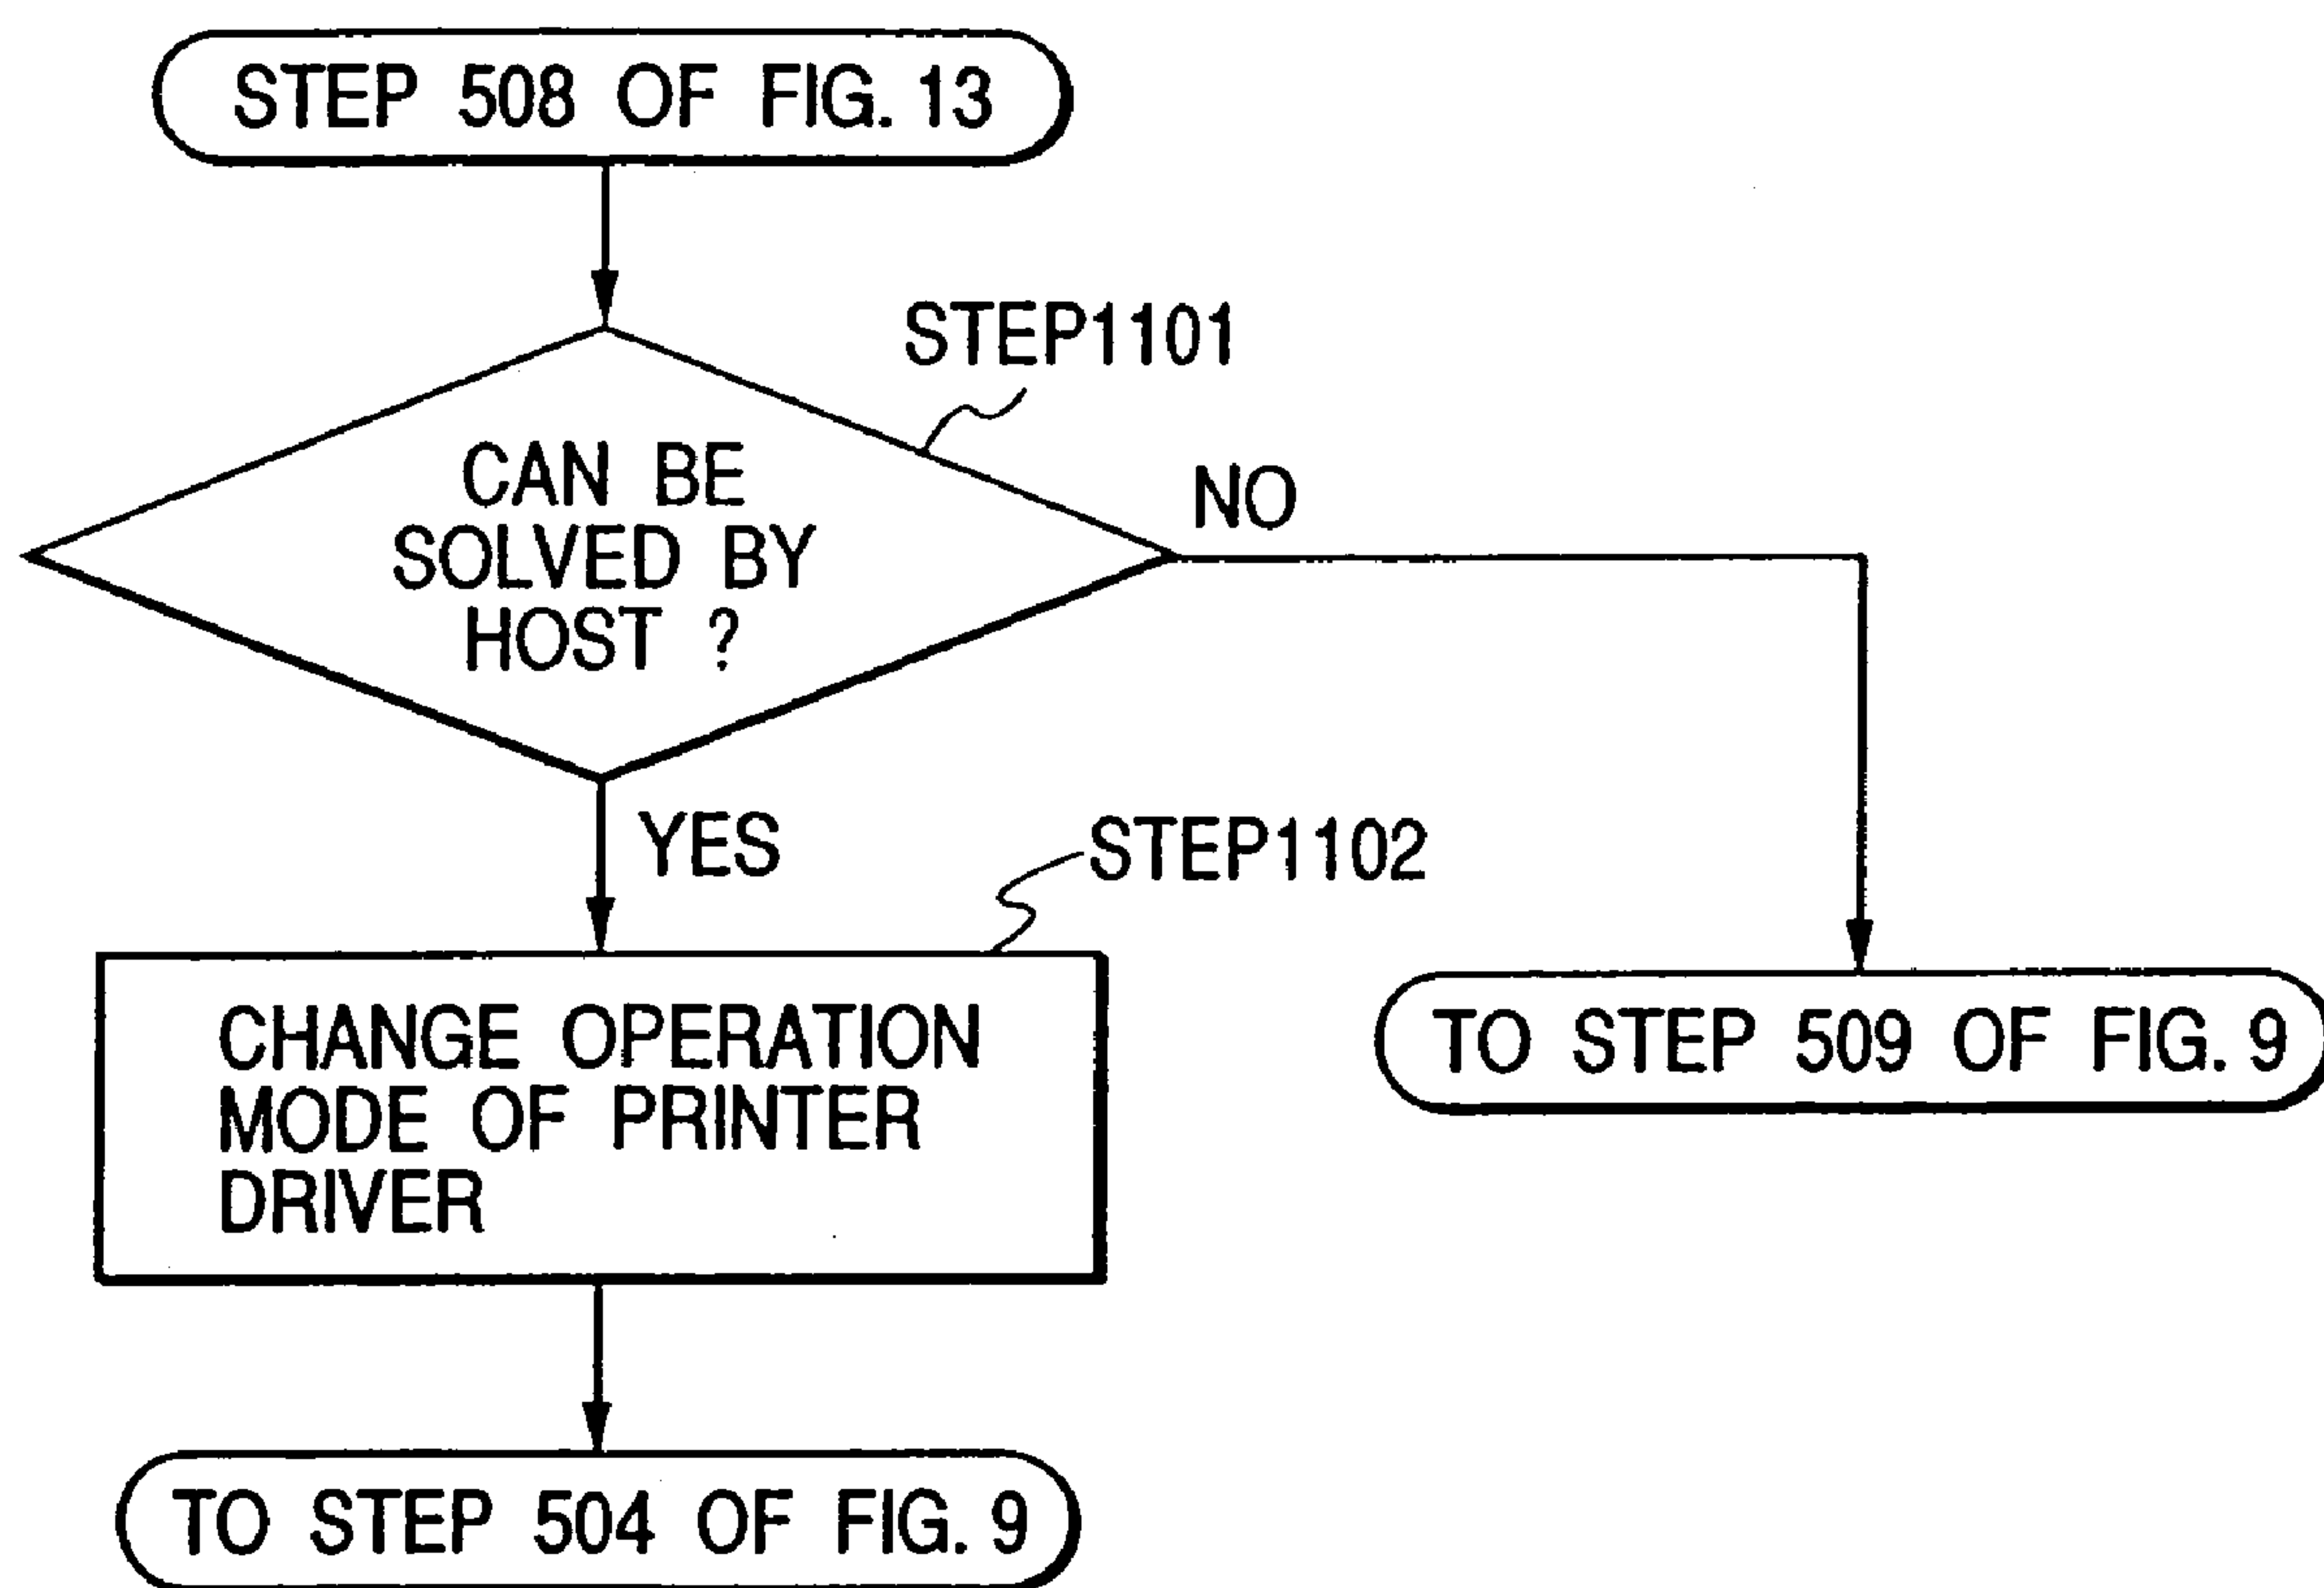 STEP 508 OF FIG. 13
STEP1101
CAN BE
SOLVED BY
HOST ?
NO
YES
STEP1102
CHANGE OPERATION
MODE OF PRINTER
DRIVER
TO STEP 509 OF FIG. 9
TO STEP 504 OF FIG. 9